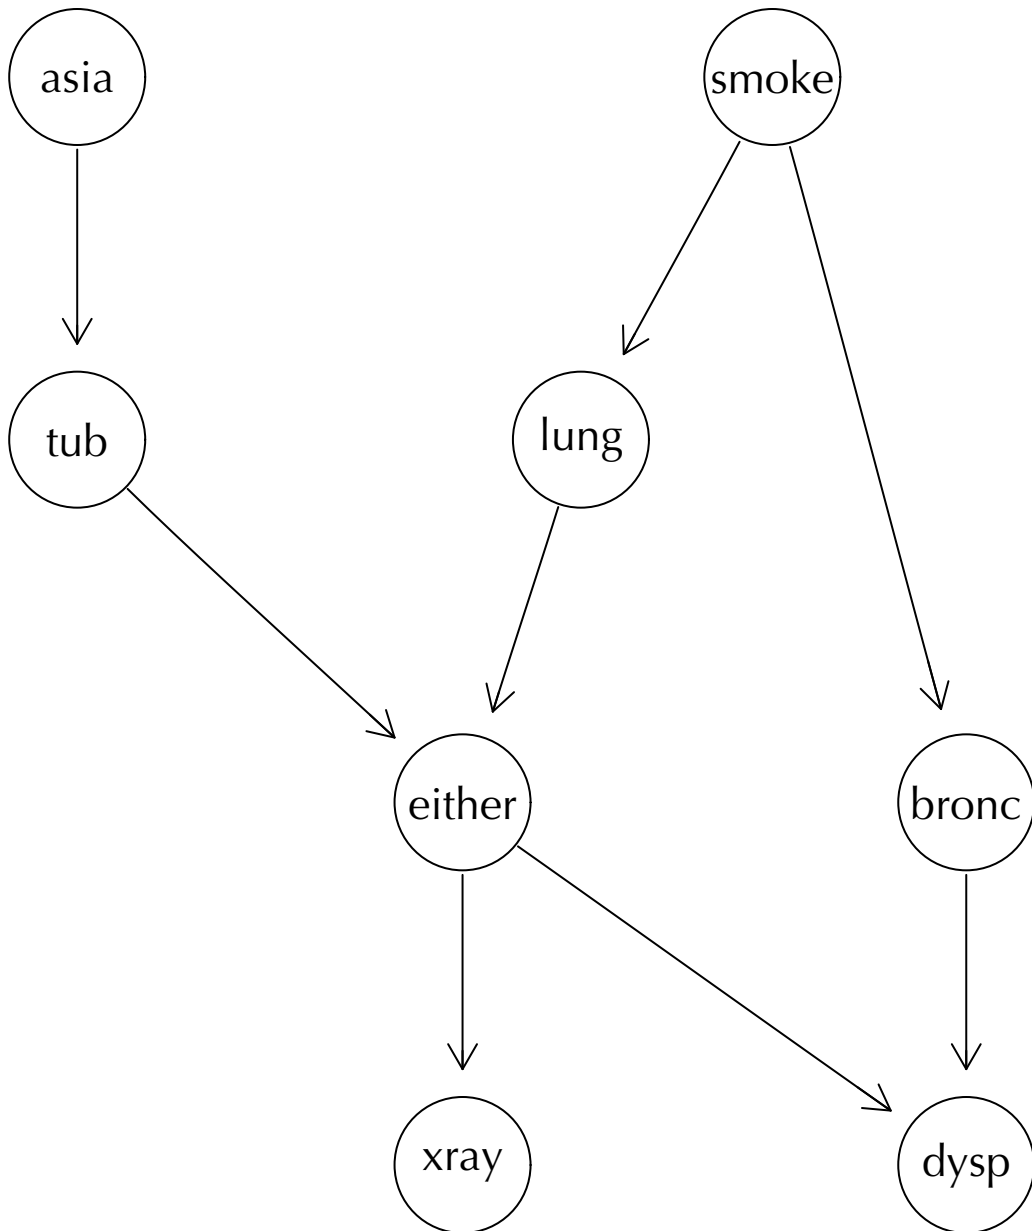 asia
smoke
tub
lung
either
bronc
xray
dysp